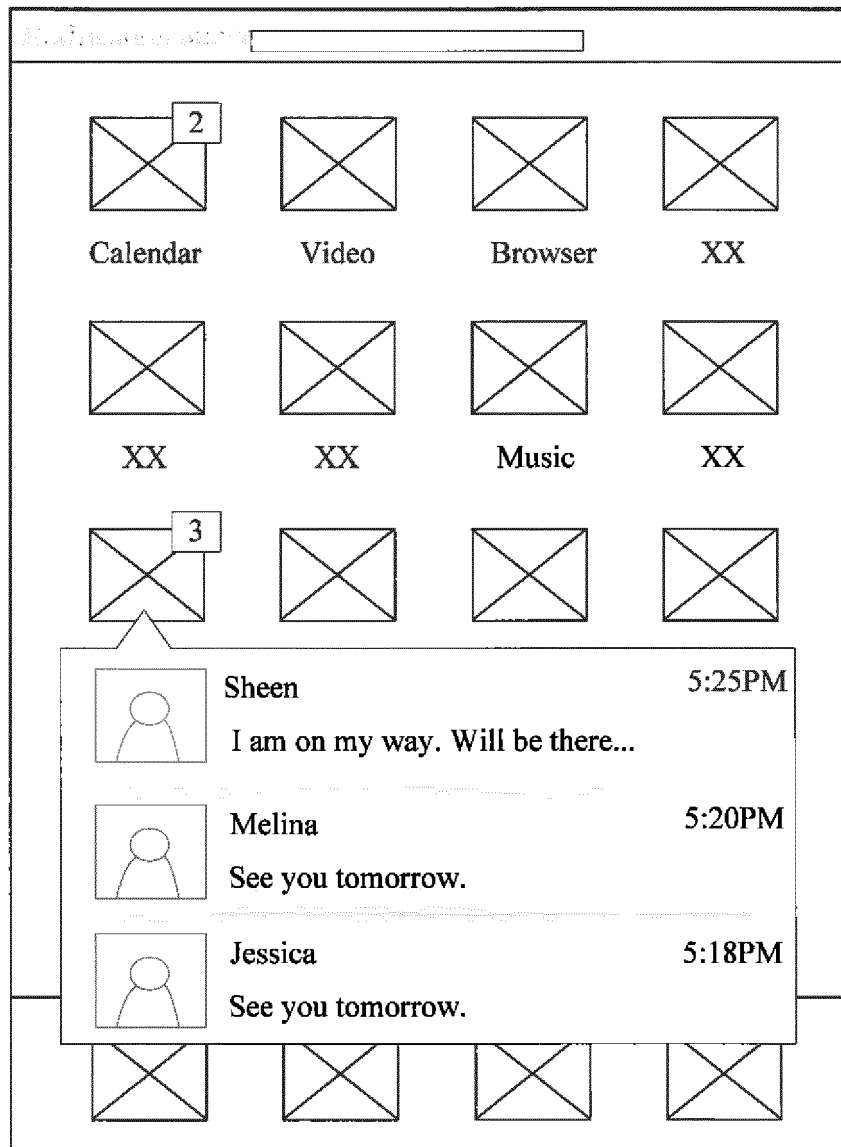 2
Calendar Video Browser XX
XX XX Music XX
3
Sheen 5:25PM
I am on my way. Will be there...
Melina 5:20PM
See you tomorrow.
Jessica 5:18PM
See you tomorrow.